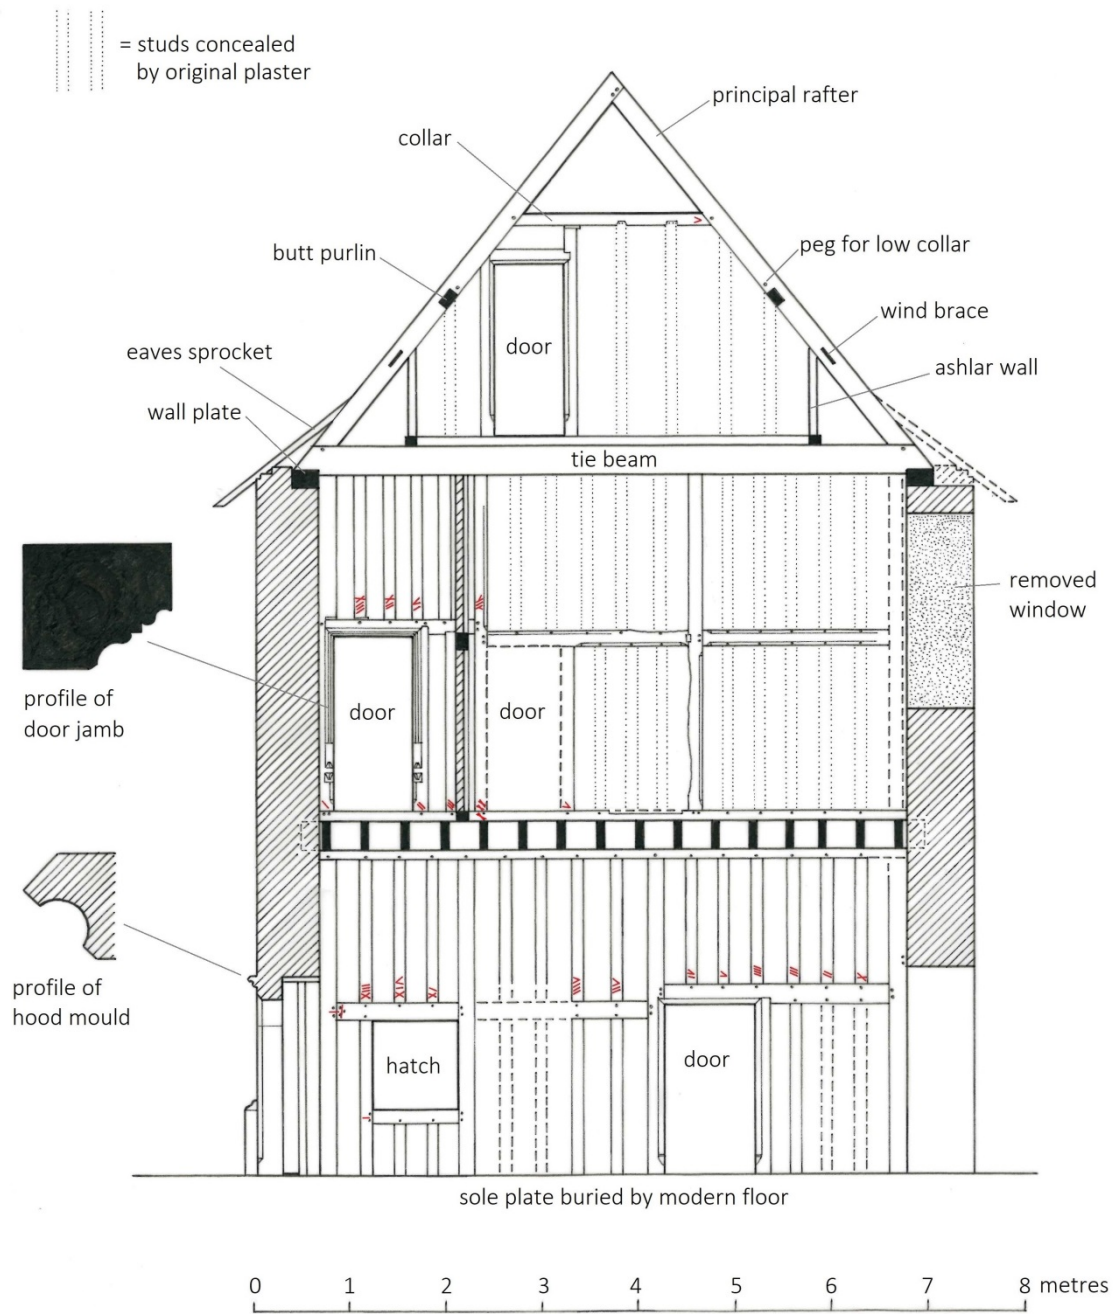 = studs concealed
by original plaster
principal rafter
collar
peg for low collar
butt purlin
wind brace
eaves sprocket
ashlar wall
door
wall plate
tie beam
removed
window
profile of
door jamb
door
door
profile of
hood mould
hatch
door
sole plate buried by modern floor
0 1 2 3 4 5 6 7 8 metres